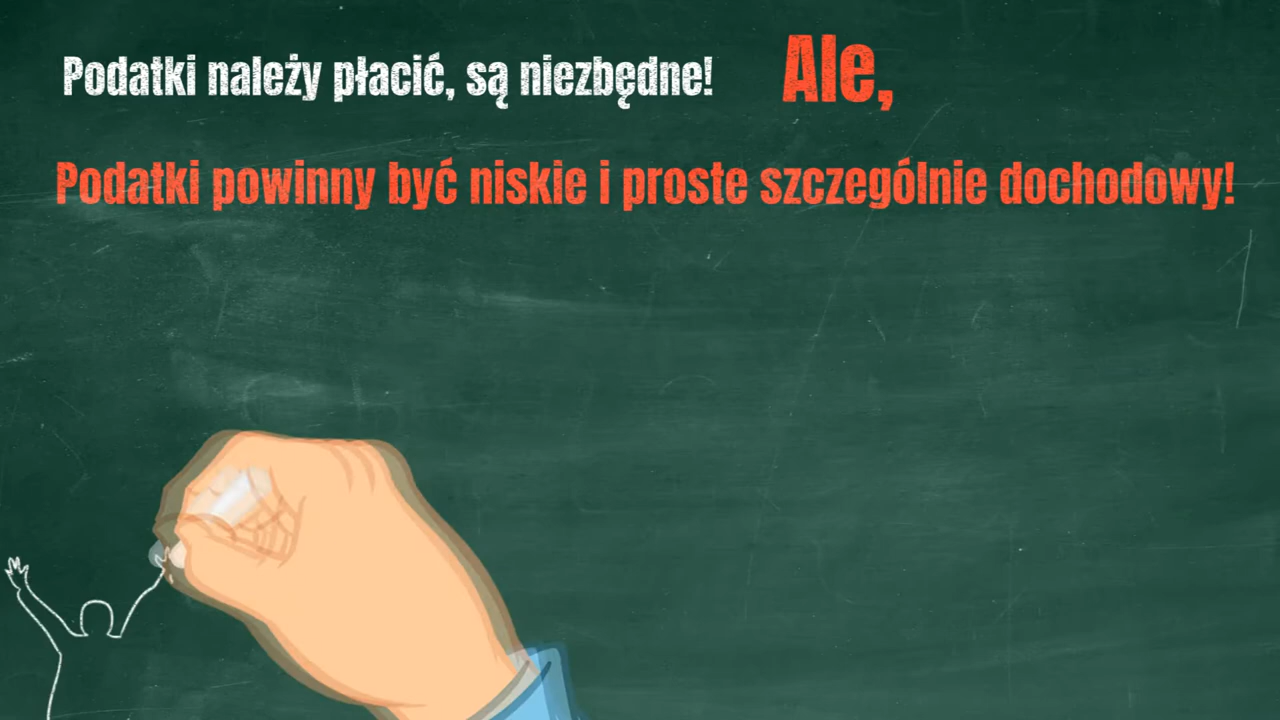 Podatki należy płacić, są niezbędne! Ale,
Podatki powinny być niskie i proste szczególnie dochodowy!